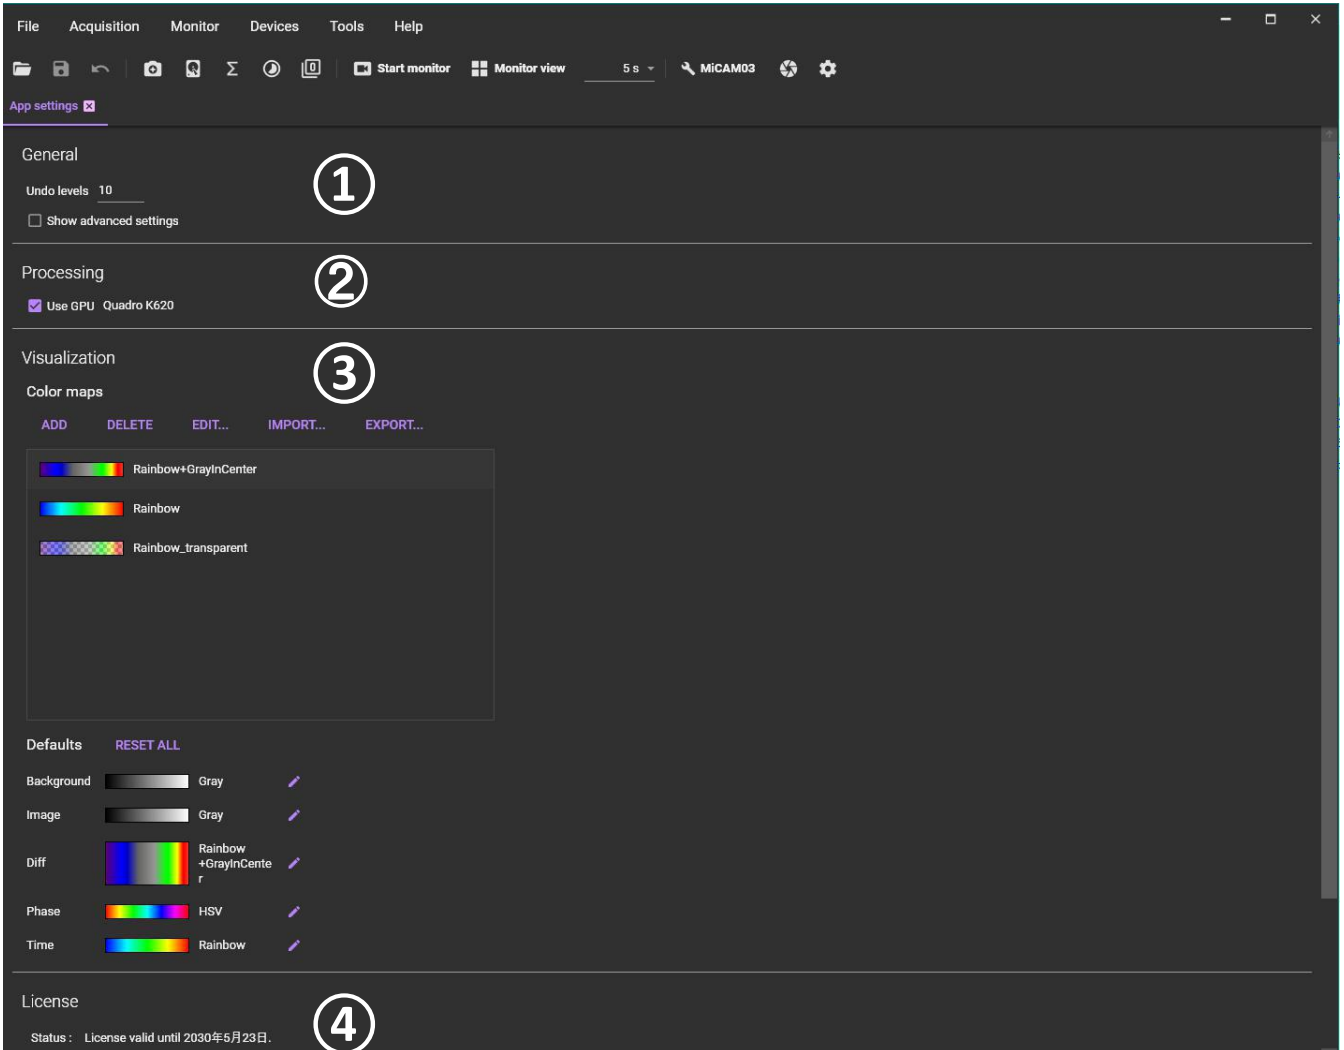 File Acquisition Monitor Devices Tools Help
Start monitor Monitor view 5 s MiCAM03
App settings
General
①
Undo levels 10
Show advanced settings
Processing
②
Use GPU Quadro K620
Visualization
③
Color maps
ADD DELETE EDIT... IMPORT... EXPORT...
Rainbow+GrayInCenter
Rainbow
Rainbow_transparent
Defaults RESET ALL
Background Gray
Image Gray
Diff Rainbow
+GrayInCente
r
Phase HSV
Time Rainbow
License
④
Status : License valid until 2030年5月23日.